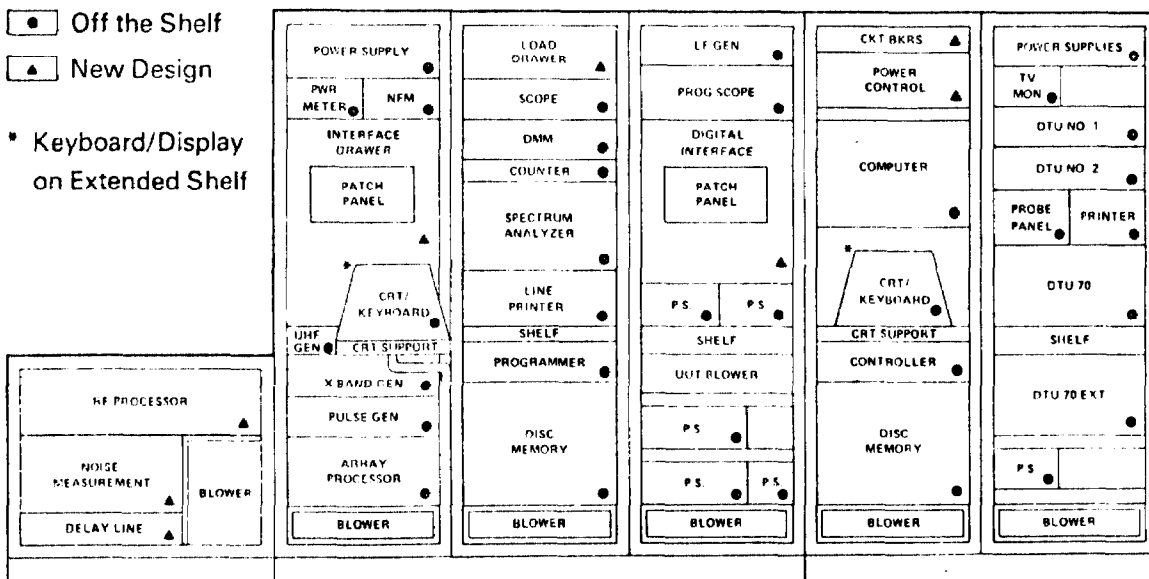 ● Off the Shelf
▲ New Design
* Keyboard/Display
on Extended Shelf
RF PROCESSOR ▲
NOISE
MEASUREMENT ▲
BLOWER
DELAY LINE ▲
POWER SUPPLY ●
PWR
METER ●
NFM ●
INTERFACE
DRAWER
PATCH
PANEL
▲
*
CRT/
KEYBOARD ●
UHF
GEN ●
CRT SUPPORT
X BAND GEN ●
PULSE GEN ●
ARRAY
PROCESSOR ●
BLOWER
LOAD
DRAWER ▲
SCOPE ●
DMM ●
COUNTER ●
SPECTRUM
ANALYZER ●
LINE
PRINTER ●
SHELF
PROGRAMMER ●
DISC
MEMORY ●
BLOWER
LF GEN ●
PROG SCOPE ●
DIGITAL
INTERFACE
PATCH
PANEL
▲
P.S. ●
P.S. ●
SHELF
UUT BLOWER
P.S. ●
P.S. ●
P.S. ●
BLOWER
CKT BKRS ▲
POWER
CONTROL ▲
COMPUTER ●
*
CRT/
KEYBOARD ●
CRT SUPPORT
CONTROLLER ●
DISC
MEMORY ●
BLOWER
POWER SUPPLIES ●
TV
MON ●
DTU NO. 1 ●
DTU NO. 2 ●
PROBE
PANEL ●
PRINTER ●
DTU 70 ●
SHELF
DTU 70 EXT ●
P.S. ●
BLOWER